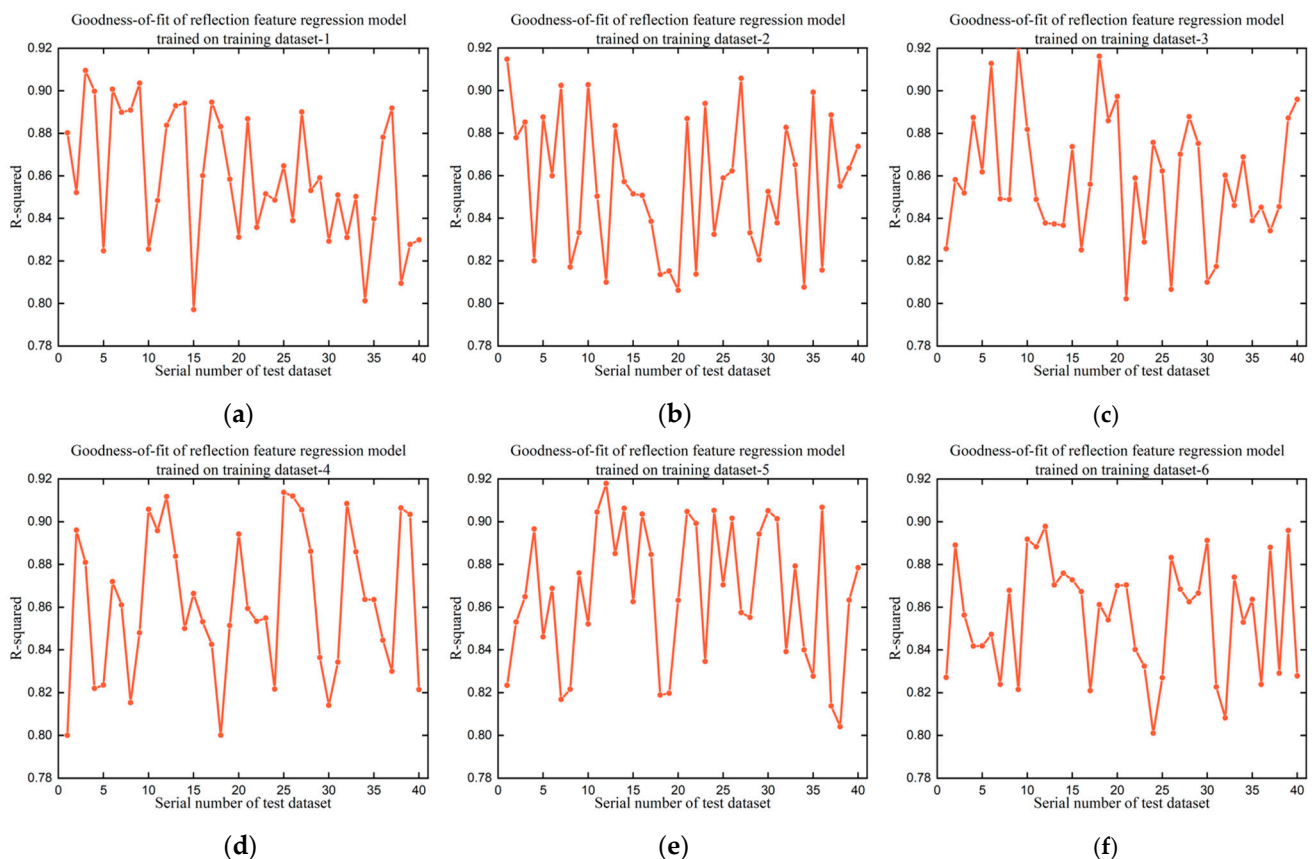 Goodness-of-fit of reflection feature regression model
trained on training dataset-1
0.92
0.90
0.88
0.86
0.84
0.82
0.80
0.78
R-squared
0 5 10 15 20 25 30 35 40
Serial number of test dataset
(a)
Goodness-of-fit of reflection feature regression model
trained on training dataset-2
0.92
0.90
0.88
0.86
0.84
0.82
0.80
0.78
R-squared
0 5 10 15 20 25 30 35 40
Serial number of test dataset
(b)
Goodness-of-fit of reflection feature regression model
trained on training dataset-3
0.92
0.90
0.88
0.86
0.84
0.82
0.80
0.78
R-squared
0 5 10 15 20 25 30 35 40
Serial number of test dataset
(c)
Goodness-of-fit of reflection feature regression model
trained on training dataset-4
0.92
0.90
0.88
0.86
0.84
0.82
0.80
0.78
R-squared
0 5 10 15 20 25 30 35 40
Serial number of test dataset
(d)
Goodness-of-fit of reflection feature regression model
trained on training dataset-5
0.92
0.90
0.88
0.86
0.84
0.82
0.80
0.78
R-squared
0 5 10 15 20 25 30 35 40
Serial number of test dataset
(e)
Goodness-of-fit of reflection feature regression model
trained on training dataset-6
0.92
0.90
0.88
0.86
0.84
0.82
0.80
0.78
R-squared
0 5 10 15 20 25 30 35 40
Serial number of test dataset
(f)